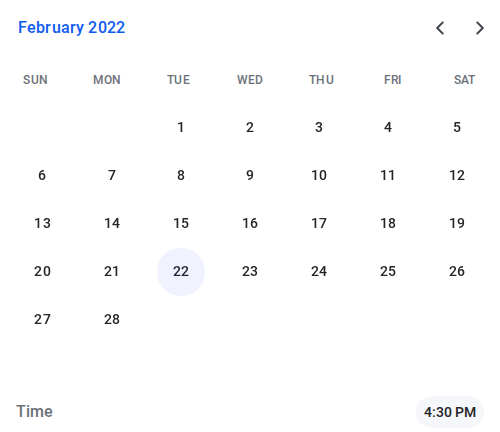 February 2022
SUN MON TUE WED THU FRI SAT
1 2 3 4 5
6 7 8 9 10 11 12
13 14 15 16 17 18 19
20 21 22 23 24 25 26
27 28
Time 4:30 PM